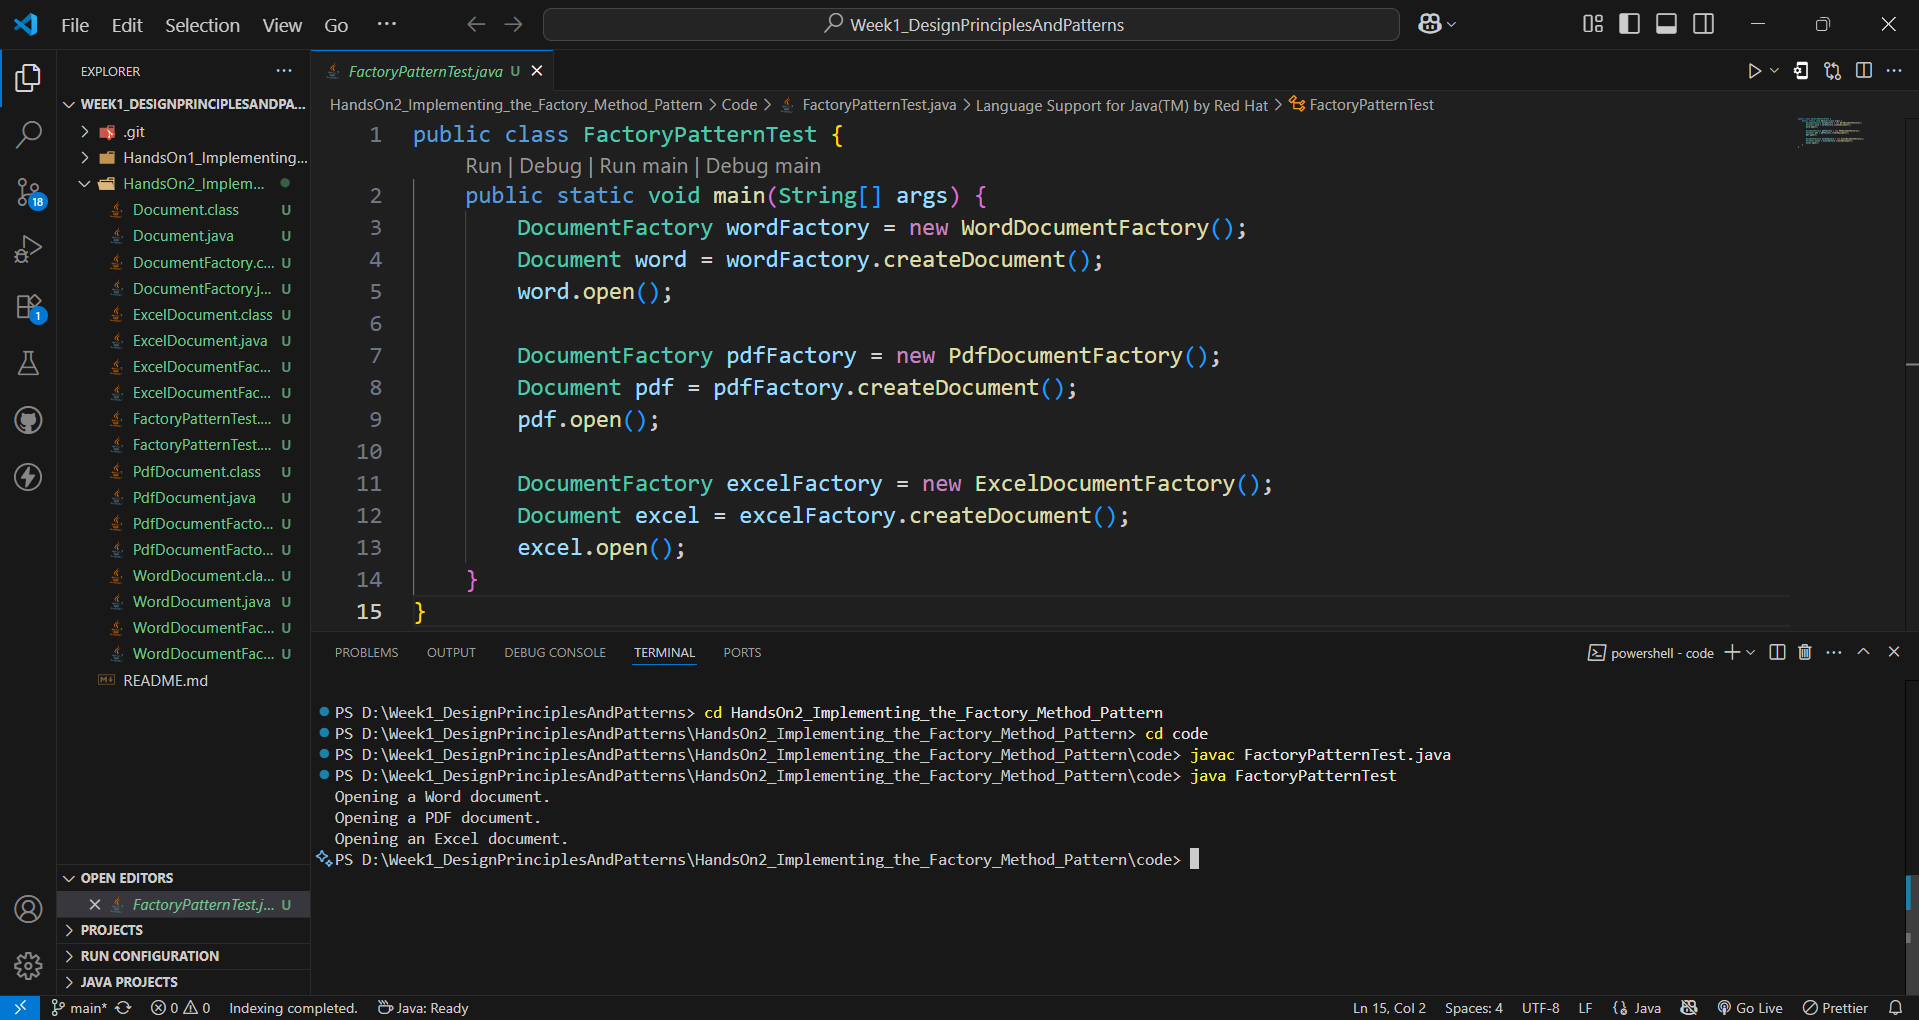 File Edit Selection View Go ···
Week1_DesignPrinciplesAndPatterns
EXPLORER ···
WEEK1_DESIGNPRINCIPLESANDPA...
.git
HandsOn1_Implementing...
HandsOn2_Implem...
Document.class U
Document.java U
DocumentFactory.c... U
DocumentFactory.j... U
ExcelDocument.class U
ExcelDocument.java U
ExcelDocumentFac... U
ExcelDocumentFac... U
FactoryPatternTest.... U
FactoryPatternTest.... U
PdfDocument.class U
PdfDocument.java U
PdfDocumentFacto... U
PdfDocumentFacto... U
WordDocument.cla... U
WordDocument.java U
WordDocumentFac... U
WordDocumentFac... U
README.md
18
1
OPEN EDITORS
FactoryPatternTest.j... U
PROJECTS
RUN CONFIGURATION
JAVA PROJECTS
FactoryPatternTest.java U
HandsOn2_Implementing_the_Factory_Method_Pattern > Code > FactoryPatternTest.java > Language Support for Java(TM) by Red Hat > FactoryPatternTest
1 public class FactoryPatternTest {
Run | Debug | Run main | Debug main
2 public static void main(String[] args) {
3 DocumentFactory wordFactory = new WordDocumentFactory();
4 Document word = wordFactory.createDocument();
5 word.open();
6
7 DocumentFactory pdfFactory = new PdfDocumentFactory();
8 Document pdf = pdfFactory.createDocument();
9 pdf.open();
10
11 DocumentFactory excelFactory = new ExcelDocumentFactory();
12 Document excel = excelFactory.createDocument();
13 excel.open();
14 }
15 }
PROBLEMS OUTPUT DEBUG CONSOLE TERMINAL PORTS
powershell - code
PS D:\Week1_DesignPrinciplesAndPatterns> cd HandsOn2_Implementing_the_Factory_Method_Pattern
PS D:\Week1_DesignPrinciplesAndPatterns\HandsOn2_Implementing_the_Factory_Method_Pattern> cd code
PS D:\Week1_DesignPrinciplesAndPatterns\HandsOn2_Implementing_the_Factory_Method_Pattern\code> javac FactoryPatternTest.java
PS D:\Week1_DesignPrinciplesAndPatterns\HandsOn2_Implementing_the_Factory_Method_Pattern\code> java FactoryPatternTest
Opening a Word document.
Opening a PDF document.
Opening an Excel document.
PS D:\Week1_DesignPrinciplesAndPatterns\HandsOn2_Implementing_the_Factory_Method_Pattern\code>
main* 0 0 Indexing completed. Java: Ready
Ln 15, Col 2 Spaces: 4 UTF-8 LF Java Go Live Prettier